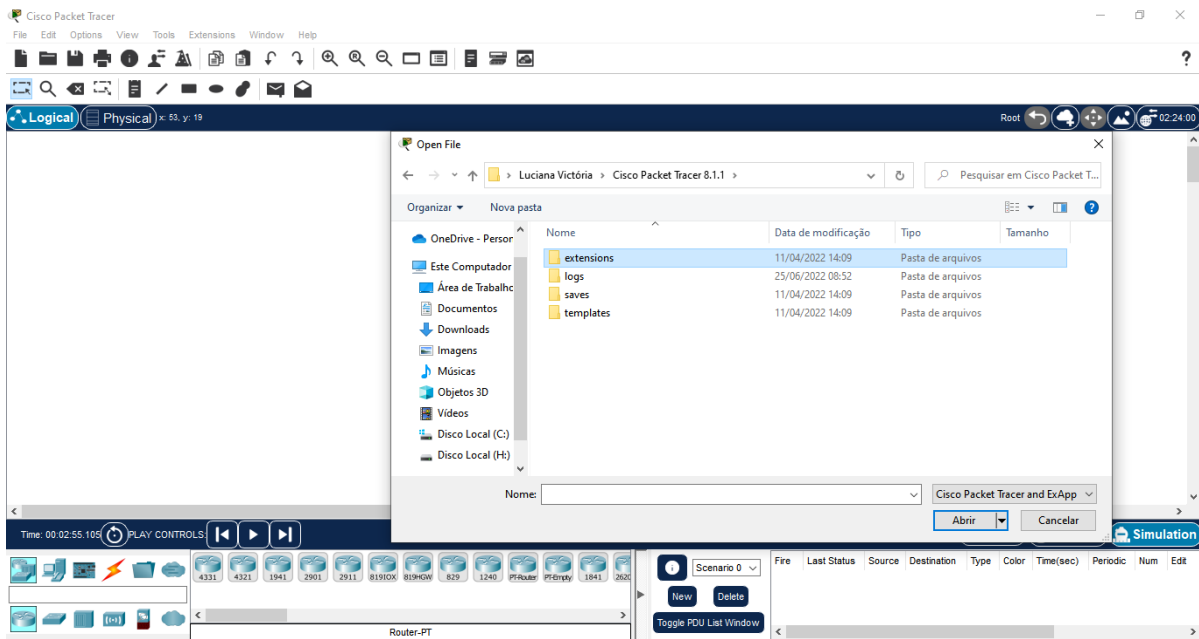 Cisco Packet Tracer
File Edit Options View Tools Extensions Window Help
?
Logical Physical x: 53, y: 19 Root 02:24:00
Open File
Luciana Victória > Cisco Packet Tracer 8.1.1 > Pesquisar em Cisco Packet T...
Organizar Nova pasta ?
Nome Data de modificação Tipo Tamanho
OneDrive - Person
Este Computador
Área de Trabalho
Documentos
Downloads
Imagens
Músicas
Objetos 3D
Vídeos
Disco Local (C:)
Disco Local (H:)
extensions 11/04/2022 14:09 Pasta de arquivos
logs 25/06/2022 08:52 Pasta de arquivos
saves 11/04/2022 14:09 Pasta de arquivos
templates 11/04/2022 14:09 Pasta de arquivos
Nome: Cisco Packet Tracer and ExApp
Abrir Cancelar
Time: 00:02:55.105 PLAY CONTROLS: Simulation
4331 4321 1941 2901 2911 819IOX 819HGW 829 1240 PT-Router PT-Empty 1841 2620
Router-PT
Scenario 0
New Delete
Toggle PDU List Window
Fire Last Status Source Destination Type Color Time(sec) Periodic Num Edit